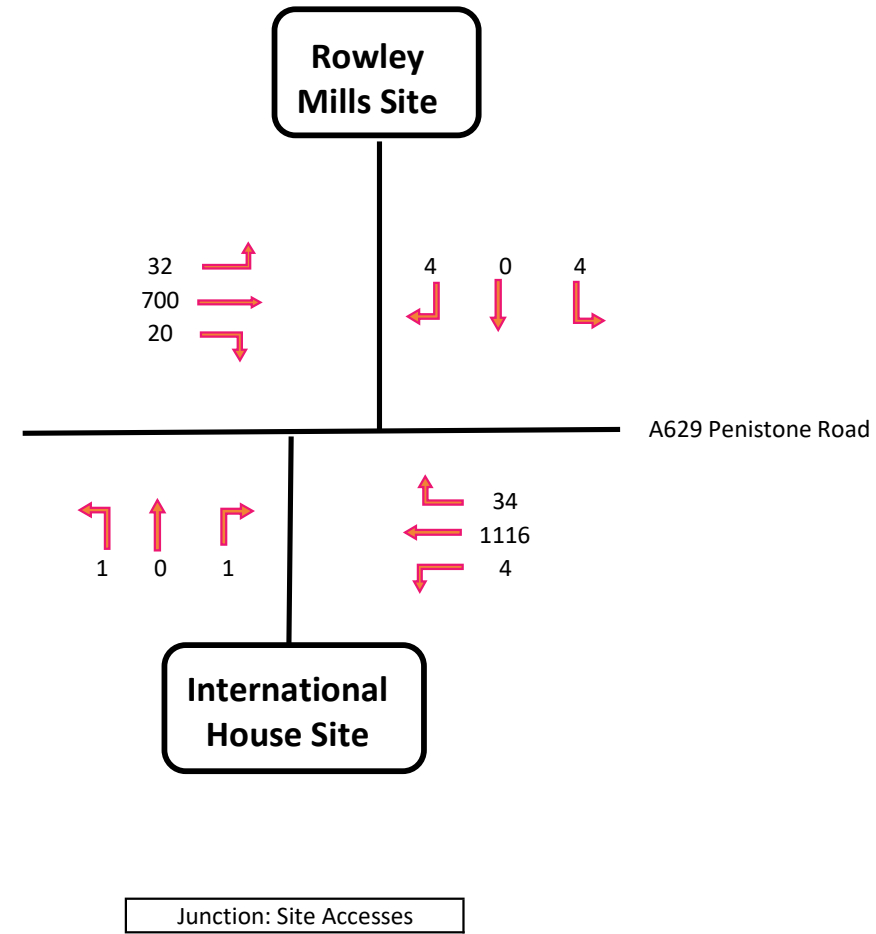 Rowley
Mills Site
32
700
20
4 0 4
A629 Penistone Road
1 0 1
34
1116
4
International
House Site
Junction: Site Accesses